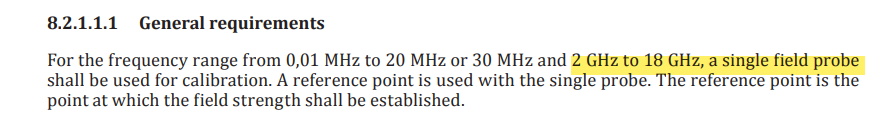 8.2.1.1.1 General requirements
For the frequency range from 0,01 MHz to 20 MHz or 30 MHz and 2 GHz to 18 GHz, a single field probe
shall be used for calibration. A reference point is used with the single probe. The reference point is the
point at which the field strength shall be established.